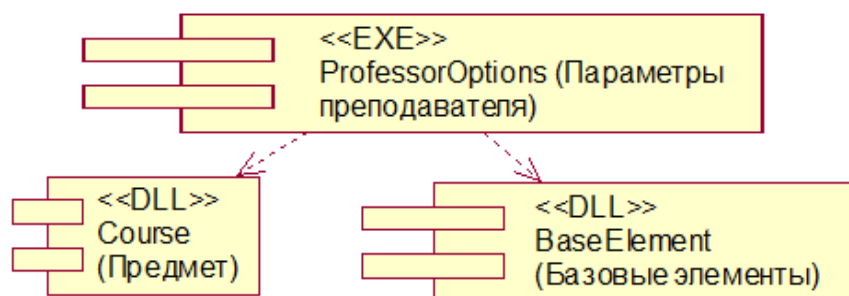 <<EXE>>
ProfessorOptions (Параметры
преподавателя)
<<DLL>>
Course
(Предмет)
<<DLL>>
BaseElement
(Базовые элементы)